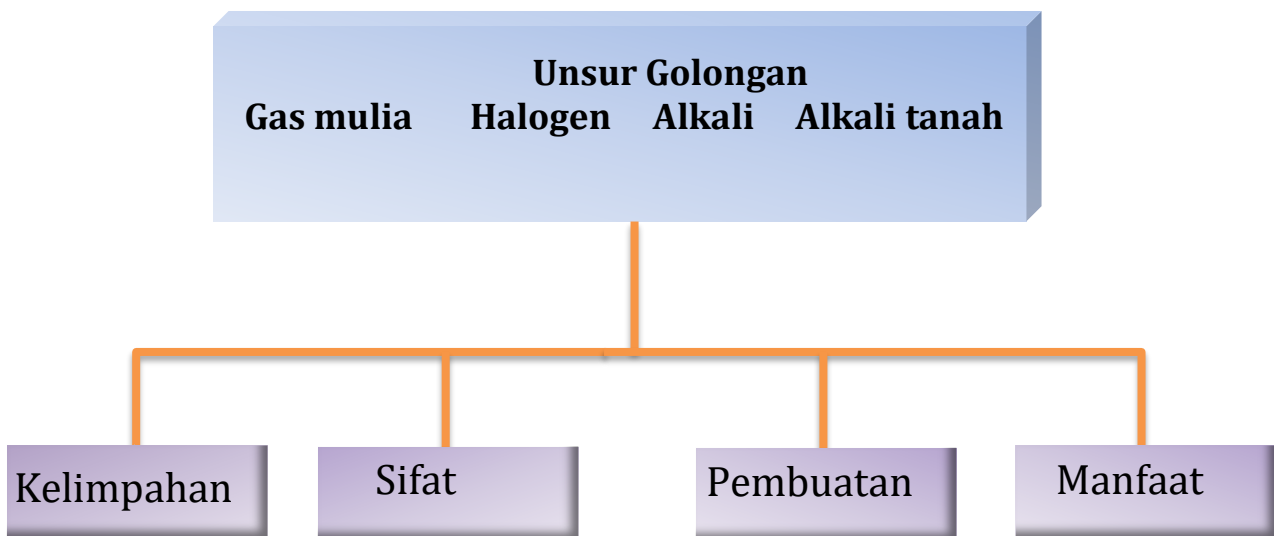 Unsur Golongan
Gas mulia Halogen Alkali Alkali tanah
Kelimpahan
Sifat
Pembuatan
Manfaat